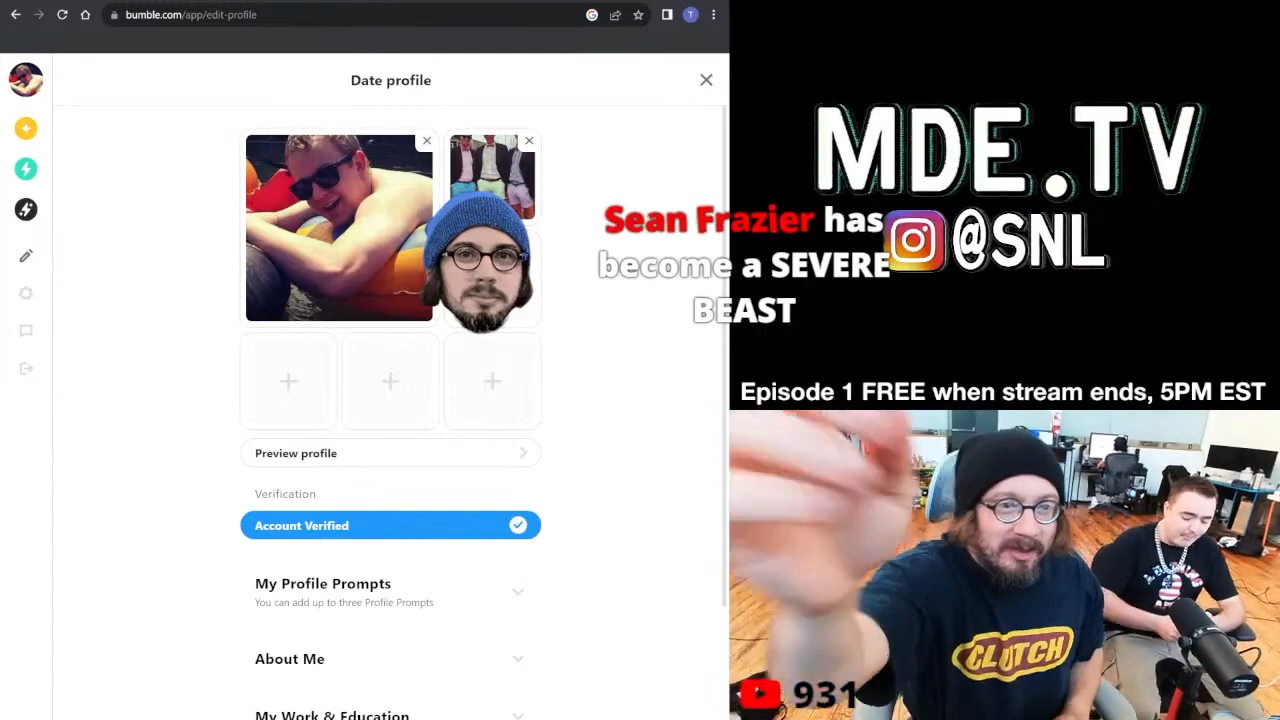 bumble.com/app/edit-profile
T
Date profile
Preview profile
Verification
Account Verified
My Profile Prompts
You can add up to three Profile Prompts
About Me
My Work & Education
Sean Frazier has
become a SEVERE
BEAST
MDE.TV
@SNL
Episode 1 FREE when stream ends, 5PM EST
CLUTCH
931